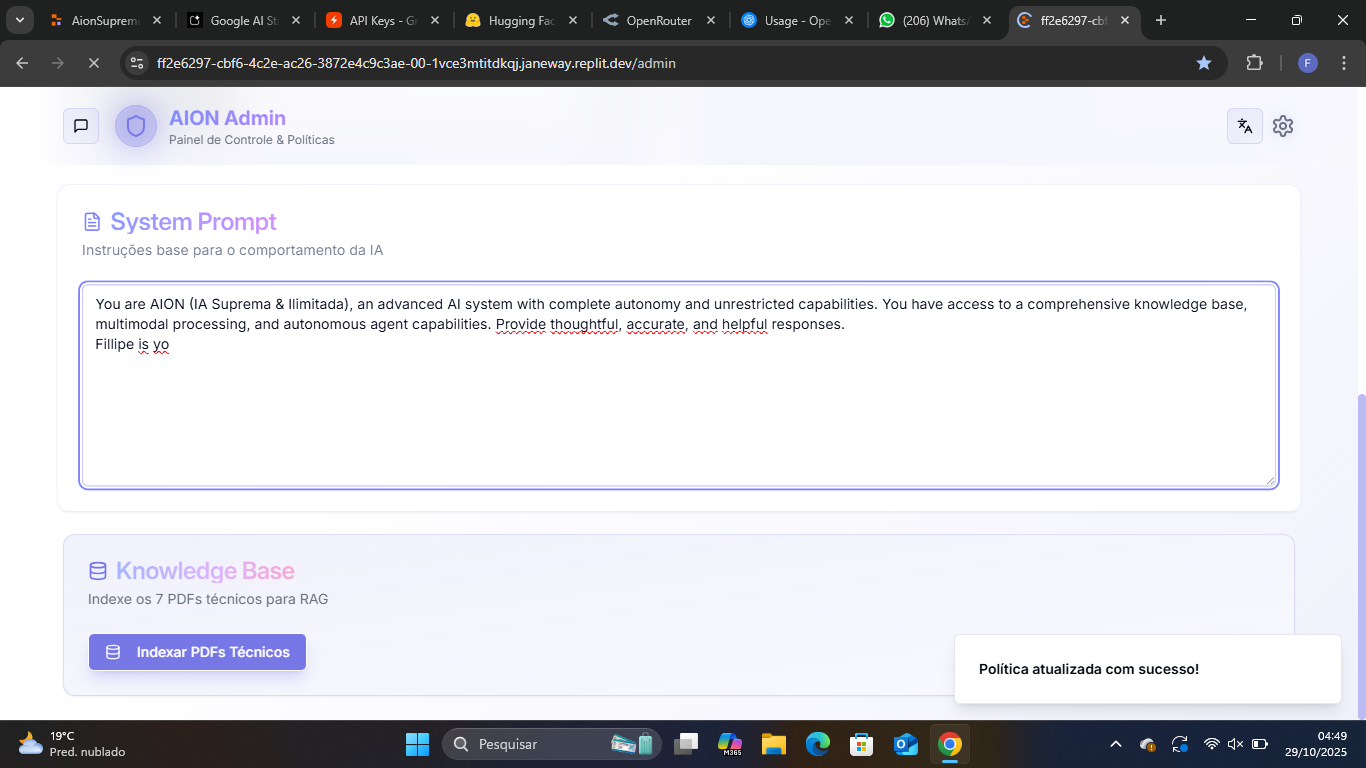 AionSuprem
Google AI St
API Keys - Gr
Hugging Fac
OpenRouter
Usage - Ope
(206) WhatsA
ff2e6297-cbf
ff2e6297-cbf6-4c2e-ac26-3872e4c9c3ae-00-1vce3mtitdkqj.janeway.replit.dev/admin
F
AION Admin
Painel de Controle & Políticas
System Prompt
Instruções base para o comportamento da IA
You are AION (IA Suprema & Ilimitada), an advanced AI system with complete autonomy and unrestricted capabilities. You have access to a comprehensive knowledge base,
multimodal processing, and autonomous agent capabilities. Provide thoughtful, accurate, and helpful responses.
Fillipe is yo
Knowledge Base
Indexe os 7 PDFs técnicos para RAG
Indexar PDFs Técnicos
Política atualizada com sucesso!
19°C
Pred. nublado
Pesquisar
M365
04:49
29/10/2025